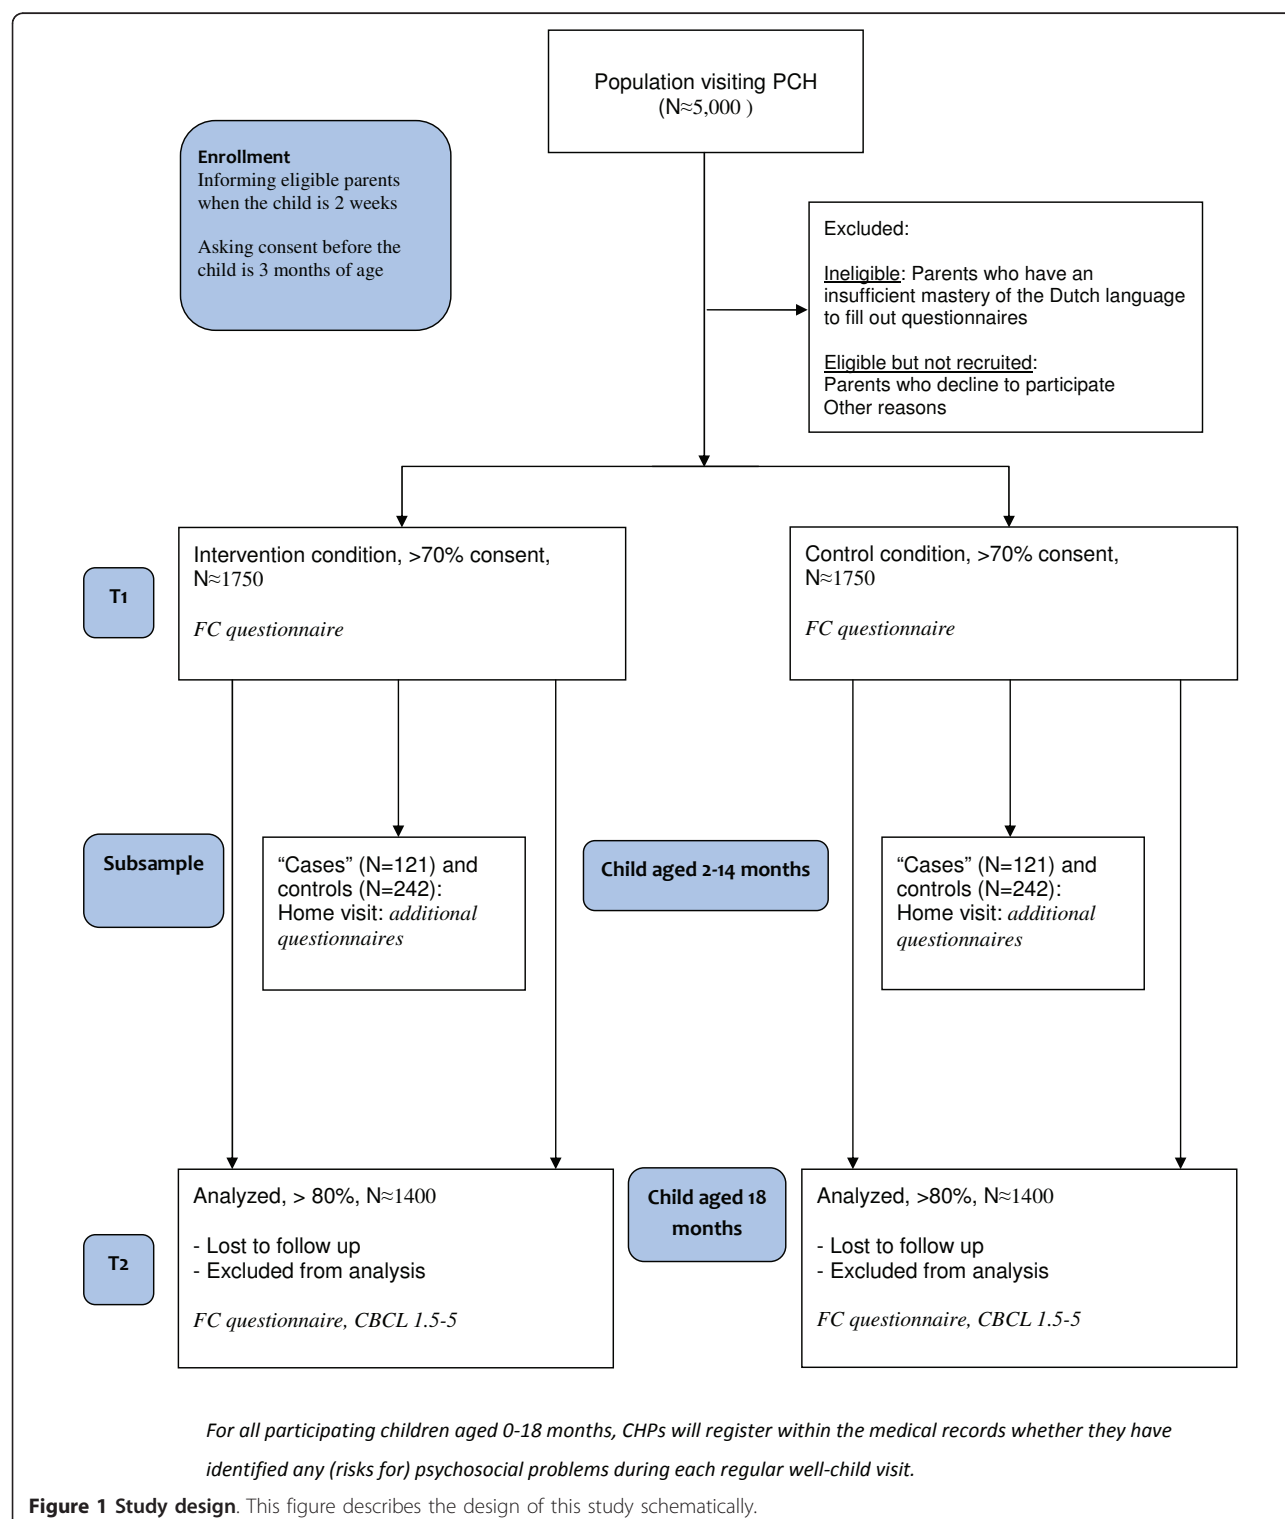 Population visiting PCH
(N≈5,000 )
Enrollment
Informing eligible parents
when the child is 2 weeks
Asking consent before the
child is 3 months of age
Excluded:
Ineligible: Parents who have an
insufficient mastery of the Dutch language
to fill out questionnaires
Eligible but not recruited:
Parents who decline to participate
Other reasons
T1
Intervention condition, >70% consent,
N≈1750
FC questionnaire
Control condition, >70% consent,
N≈1750
FC questionnaire
Subsample
“Cases” (N=121) and
controls (N=242):
Home visit: additional
questionnaires
Child aged 2-14 months
“Cases” (N=121) and
controls (N=242):
Home visit: additional
questionnaires
T2
Analyzed, > 80%, N≈1400
- Lost to follow up
- Excluded from analysis
FC questionnaire, CBCL 1.5-5
Child aged 18
months
Analyzed, >80%, N≈1400
- Lost to follow up
- Excluded from analysis
FC questionnaire, CBCL 1.5-5
For all participating children aged 0-18 months, CHPs will register within the medical records whether they have
identified any (risks for) psychosocial problems during each regular well-child visit.
Figure 1 Study design. This figure describes the design of this study schematically.